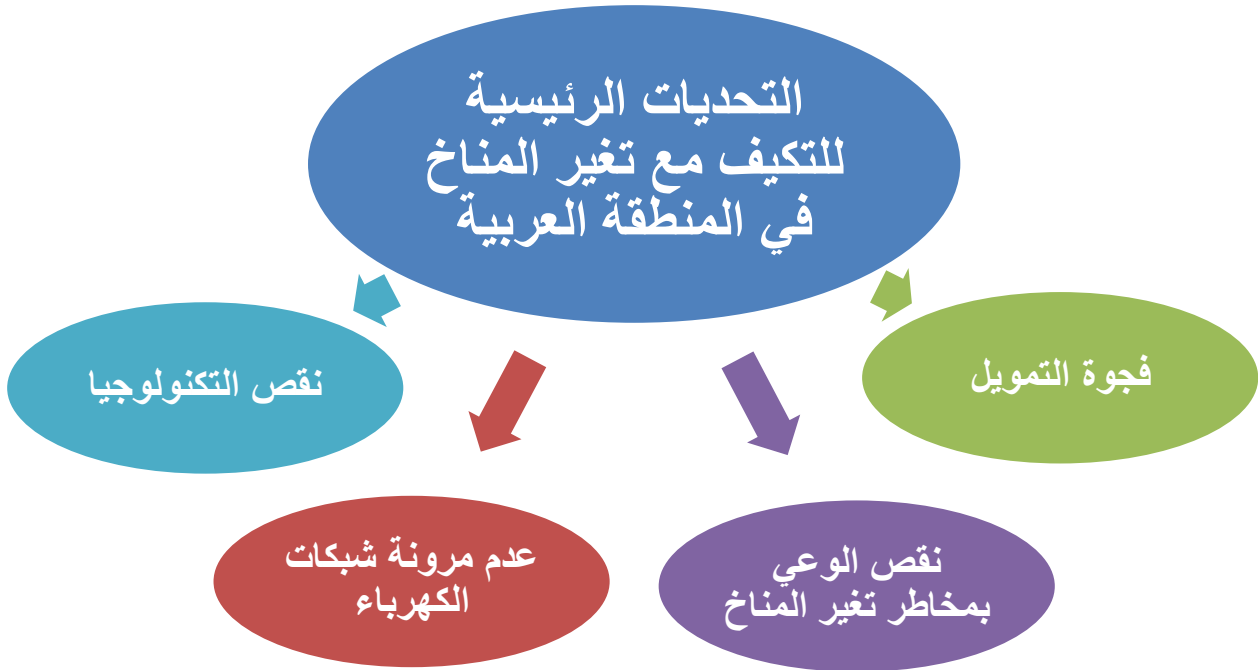 التحديات الرئيسية
للتكيف مع تغير المناخ
في المنطقة العربية
فجوة التمويل
نقص التكنولوجيا
نقص الوعي
بمخاطر تغير المناخ
عدم مرونة شبكات
الكهرباء